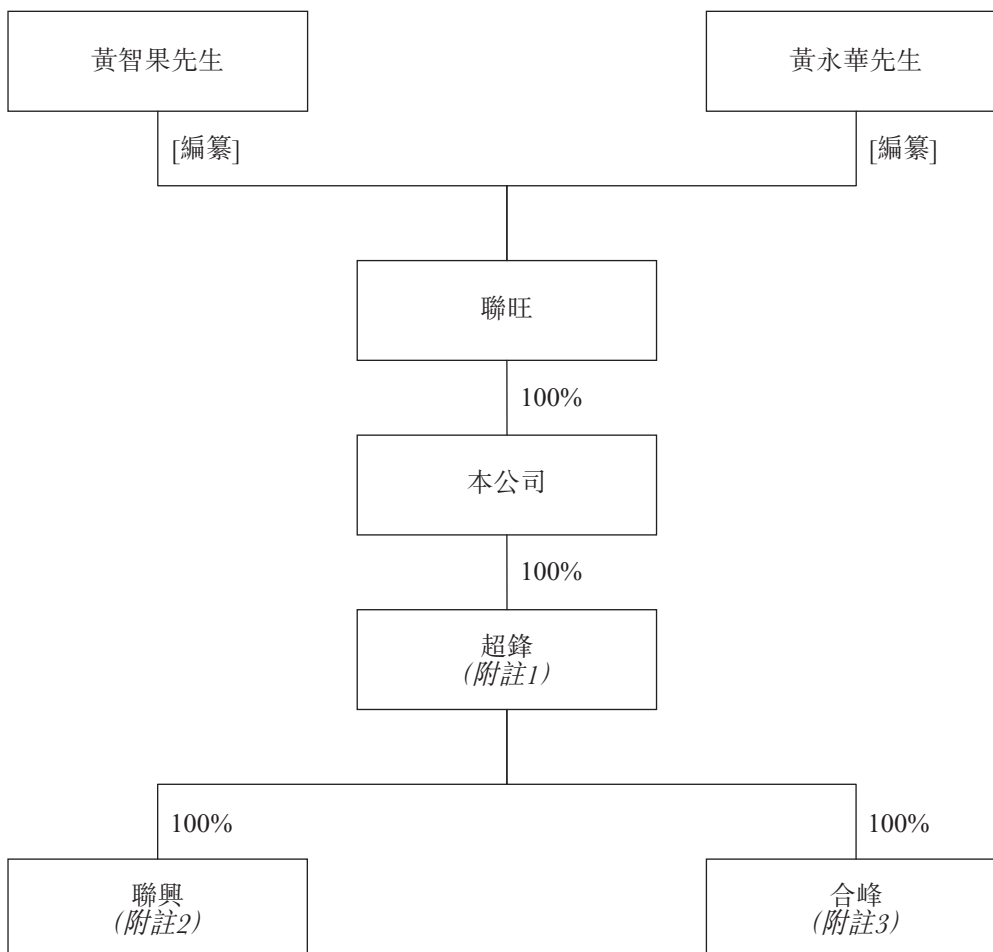 黃智果先生
黃永華先生
[編纂]
[編纂]
聯旺
100%
本公司
100%
超鋒
(附註1)
100%
100%
聯興
(附註2)
合峰
(附註3)